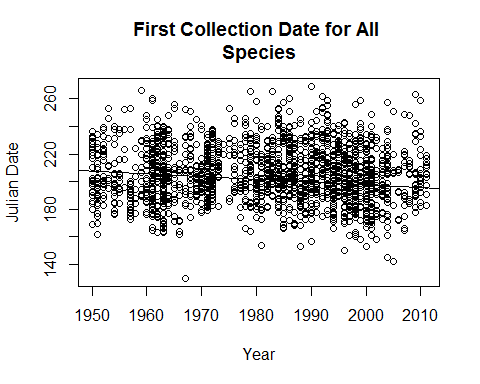 First Collection Date for All
Species
Julian Date
260
220
180
140
1950 1960 1970 1980 1990 2000 2010
Year